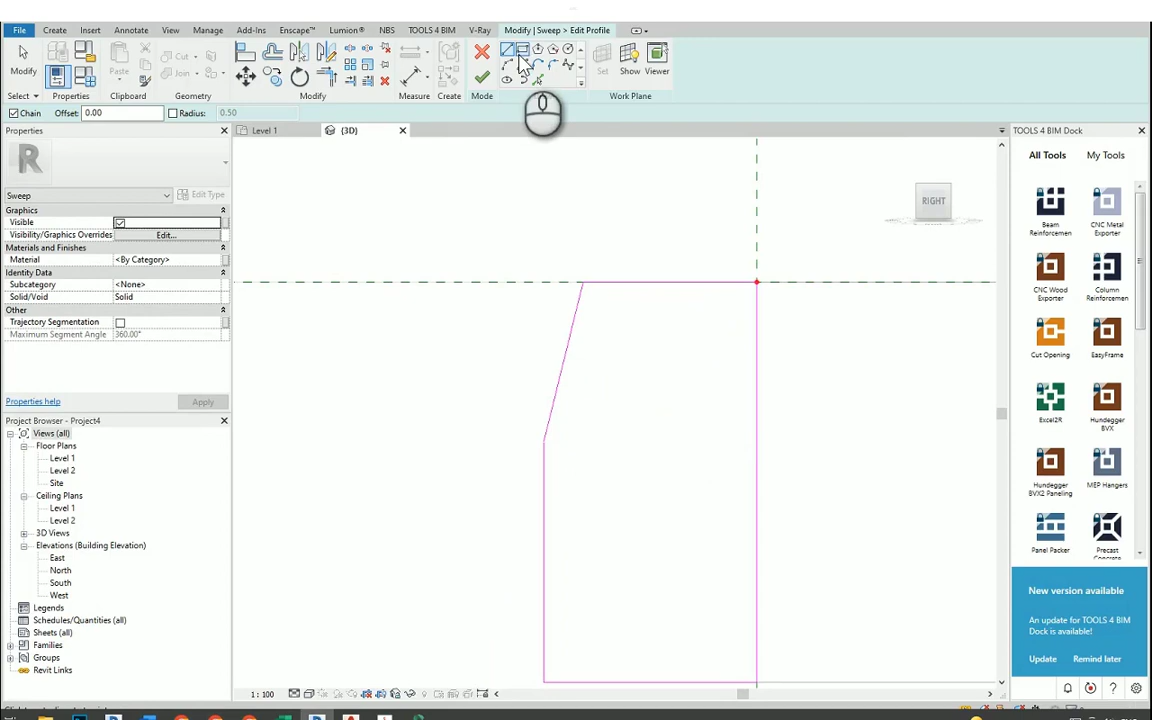 File Create Insert Annotate View Manage Add-Ins Enscape™ Lumion® NBS TOOLS 4 BIM V-Ray Modify | Sweep > Edit Profile
Modify Paste Cut Join Set Show Viewer
Select Properties Clipboard Geometry Modify Measure Create Mode Work Plane
Chain Offset: 0.00 Radius: 0.50
Properties
Level 1 (3D)
TOOLS 4 BIM Dock
All Tools My Tools
R
Sweep Edit Type
Graphics
Visible
Visibility/Graphics Overrides Edit...
Materials and Finishes
Material <By Category>
Identity Data
Subcategory <None>
Solid/Void Solid
Other
Trajectory Segmentation
Maximum Segment Angle 360.00°
Properties help Apply
Project Browser - Project4
Views (all)
Floor Plans
Level 1
Level 2
Site
Ceiling Plans
Level 1
Level 2
3D Views
Elevations (Building Elevation)
East
North
South
West
Legends
Schedules/Quantities (all)
Sheets (all)
Families
Groups
Revit Links
RIGHT
1 : 100
Beam Reinforcemen
CNC Metal Exporter
CNC Wood Exporter
Column Reinforcemen
Cut Opening
EasyFrame
Excel2R
Hundegger BVX
Hundegger BVX2 Paneling
MEP Hangers
Panel Packer
Precast Concrete
New version available
An update for TOOLS 4 BIM
Dock is available!
Update Remind later